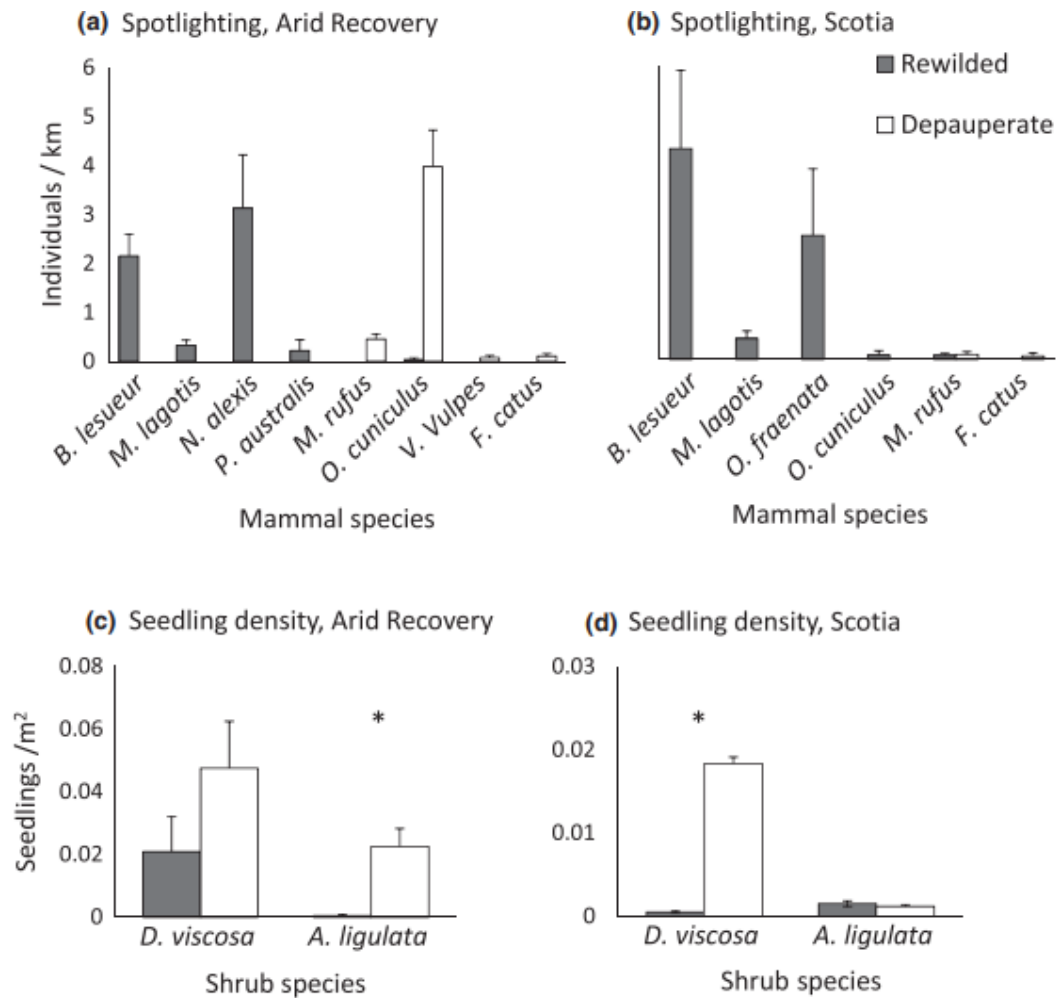 (a) Spotlighting, Arid Recovery
(b) Spotlighting, Scotia
Rewilded
Depauperate
Individuals / km
6
5
4
3
2
1
0
B. lesueur
M. lagotis
N. alexis
P. australis
M. rufus
O. cuniculus
V. Vulpes
F. catus
Mammal species
B. lesueur
M. lagotis
O. fraenata
O. cuniculus
M. rufus
F. catus
Mammal species
(c) Seedling density, Arid Recovery
Seedlings /m²
0.08
0.06
0.04
0.02
0
*
D. viscosa
A. ligulata
Shrub species
(d) Seedling density, Scotia
0.03
0.02
0.01
0
*
D. viscosa
A. ligulata
Shrub species